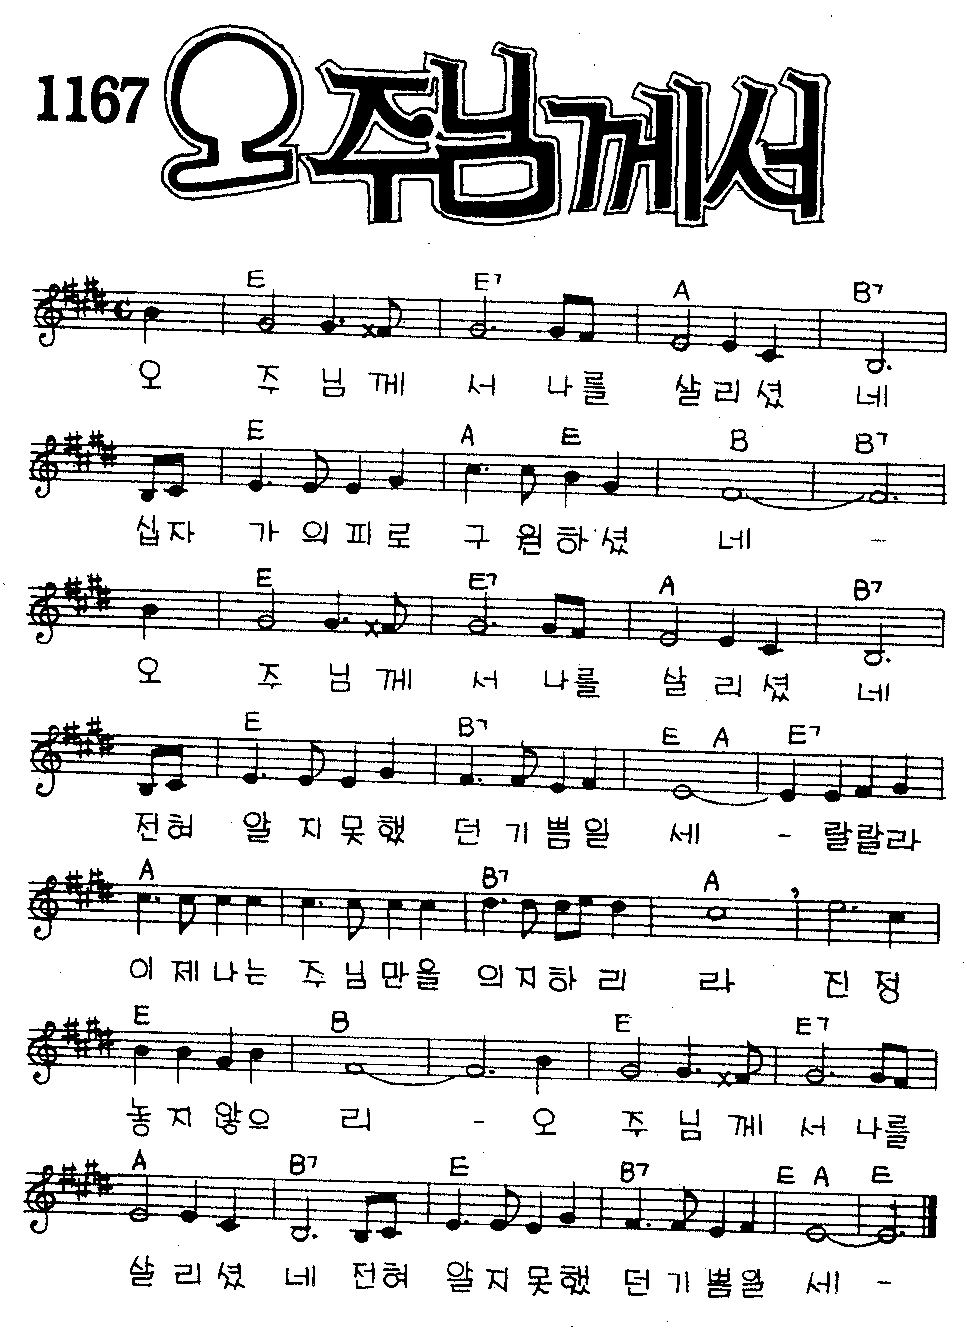 1167 오 주님께서
E E7 A B7
오 주 님 께 서 나 를 살 리 셨 네
E A E B B7
십 자 가 의 피 로 구 원 하 셨 네 -
E E7 A B7
오 주 님 께 서 나 를 살 리 셨 네
E B7 E A E7
전 혀 알 지 못 했 던 기 쁨 일 세 - 랄 랄 라
A B7 A
이 제 나 는 주 님 만 을 의 지 하 리 라 진 정
E B E E7
놓 지 않 으 리 - 오 주 님 께 서 나 를
A B7 E B7 E A E
살 리 셨 네 전 혀 알 지 못 했 던 기 쁨 일 세 -